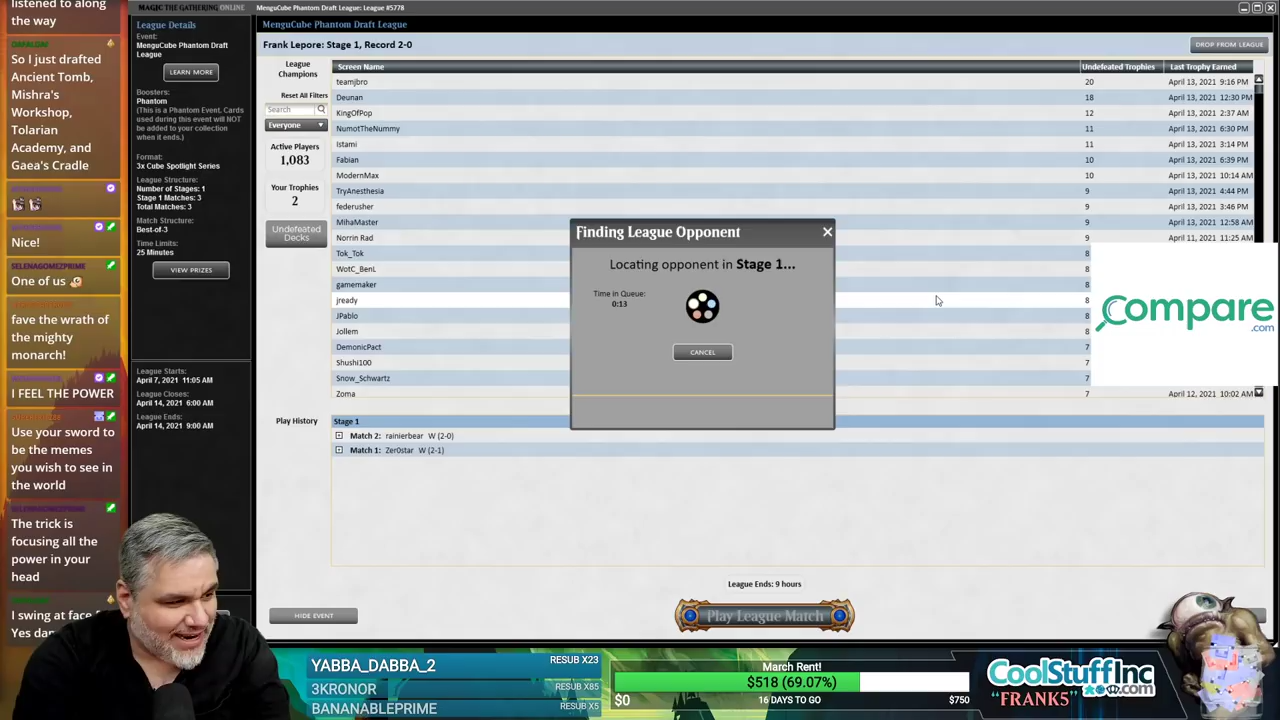 listened to along
the way
So I just drafted
Ancient Tomb,
Mishra's
Workshop,
Tolarian
Academy, and
Gaea's Cradle
Nice!
SELENAGOMEZPRIME
One of us
fave the wrath of
the mighty
monarch!
I FEEL THE POWER
Use your sword to
be the memes
you wish to see in
the world
SELENAGOMEZPRIME
The trick is
focusing all the
power in your
head
MAGIC THE GATHERING ONLINE
MenguCube Phantom Draft League: League #5778
League Details
Event:
MenguCube Phantom Draft
League
LEARN MORE
Boosters:
Phantom
(This is a Phantom Event. Cards
used during this event will NOT
be added to your collection
when it ends.)
Format:
3x Cube Spotlight Series
League Structure:
Number of Stages: 1
Stage 1 Matches: 3
Total Matches: 3
Match Structure:
Best-of-3
Time Limits:
25 Minutes
VIEW PRIZES
League Starts:
April 7, 2021 11:05 AM
League Closes:
April 14, 2021 6:00 AM
League Ends:
April 14, 2021 9:00 AM
MenguCube Phantom Draft League
Frank Lepore: Stage 1, Record 2-0
DROP FROM LEAGUE
League
Champions
Reset All Filters
Search
Everyone
Active Players
1,083
Your Trophies
2
Undefeated
Decks
Screen Name Undefeated Trophies Last Trophy Earned
teamjbro 20 April 13, 2021 9:16 PM
Deunan 18 April 13, 2021 12:30 PM
KingOfPop 12 April 13, 2021 2:37 AM
NumotTheNummy 11 April 13, 2021 6:30 PM
istami 11 April 13, 2021 3:14 PM
Fabian 10 April 13, 2021 6:39 PM
ModernMax 10 April 13, 2021 10:14 AM
TryAnesthesia 9 April 13, 2021 4:44 PM
federusher 9 April 13, 2021 3:46 PM
MihaMaster 9 April 13, 2021 12:58 AM
Norrin Rad 9 April 11, 2021 11:25 AM
Tok_Tok 8
WotC_BenL 8
gamemaker 8
jready 8
JPablo 8
Jollem 8
DemonicPact 7
Shushi100 7
Snow_Schwartz 7
Zoma 7 April 12, 2021 10:02 AM
Finding League Opponent
Locating opponent in Stage 1...
Time in Queue:
0:13
CANCEL
Compare
.com
Play History
Stage 1
Match 2: rainierbear W (2-0)
Match 1: Zer0star W (2-1)
League Ends: 9 hours
HIDE EVENT
Play League Match
YABBA_DABBA_2 RESUB X23
3KRONOR RESUB X85
BANANABLEPRIME RESUB X5
March Rent!
$518 (69.07%)
$0 16 DAYS TO GO $750
CoolStuffInc
.com
"FRANK5"